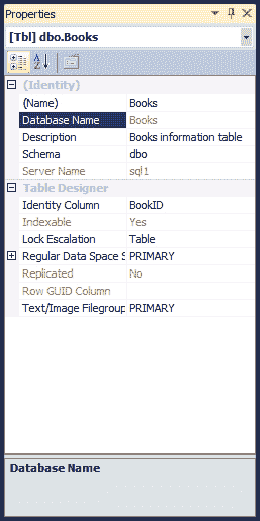 Properties
[Tbl] dbo.Books
(Identity)
(Name) Books
Database Name Books
Description Books information table
Schema dbo
Server Name sql1
Table Designer
Identity Column BookID
Indexable Yes
Lock Escalation Table
Regular Data Space S PRIMARY
Replicated No
Row GUID Column
Text/Image Filegroup PRIMARY
Database Name